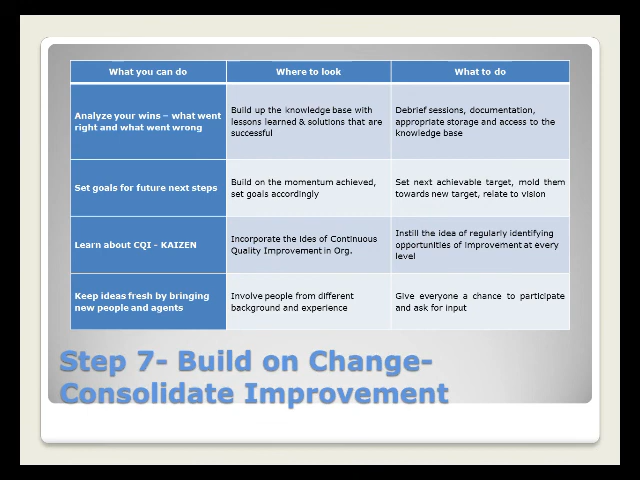 What you can do
Where to look
What to do
Analyze your wins – what went
right and what went wrong
Build up the knowledge base with
lessons learned & solutions that are
successful
Debrief sessions, documentation,
appropriate storage and access to the
knowledge base
Set goals for future next steps
Build on the momentum achieved,
set goals accordingly
Set next achievable target, mold them
towards new target, relate to vision
Learn about CQI - KAIZEN
Incorporate the idea of Continuous
Quality Improvement in Org.
Instill the idea of regularly identifying
opportunities of improvement at every
level
Keep ideas fresh by bringing
new people and agents
Involve people from different
background and experience
Give everyone a chance to participate
and ask for input
Step 7- Build on Change-
Consolidate Improvement